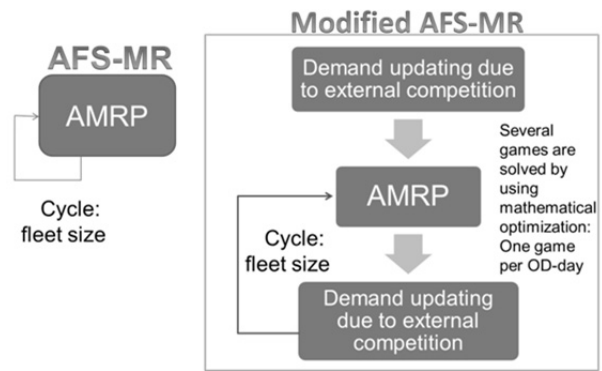 AFS-MR
AMRP
Cycle:
fleet size
Modified AFS-MR
Demand updating due
to external competition
AMRP
Several
games are
solved by
using
mathematical
optimization:
One game
per OD-day
Cycle:
fleet size
Demand updating
due to external
competition